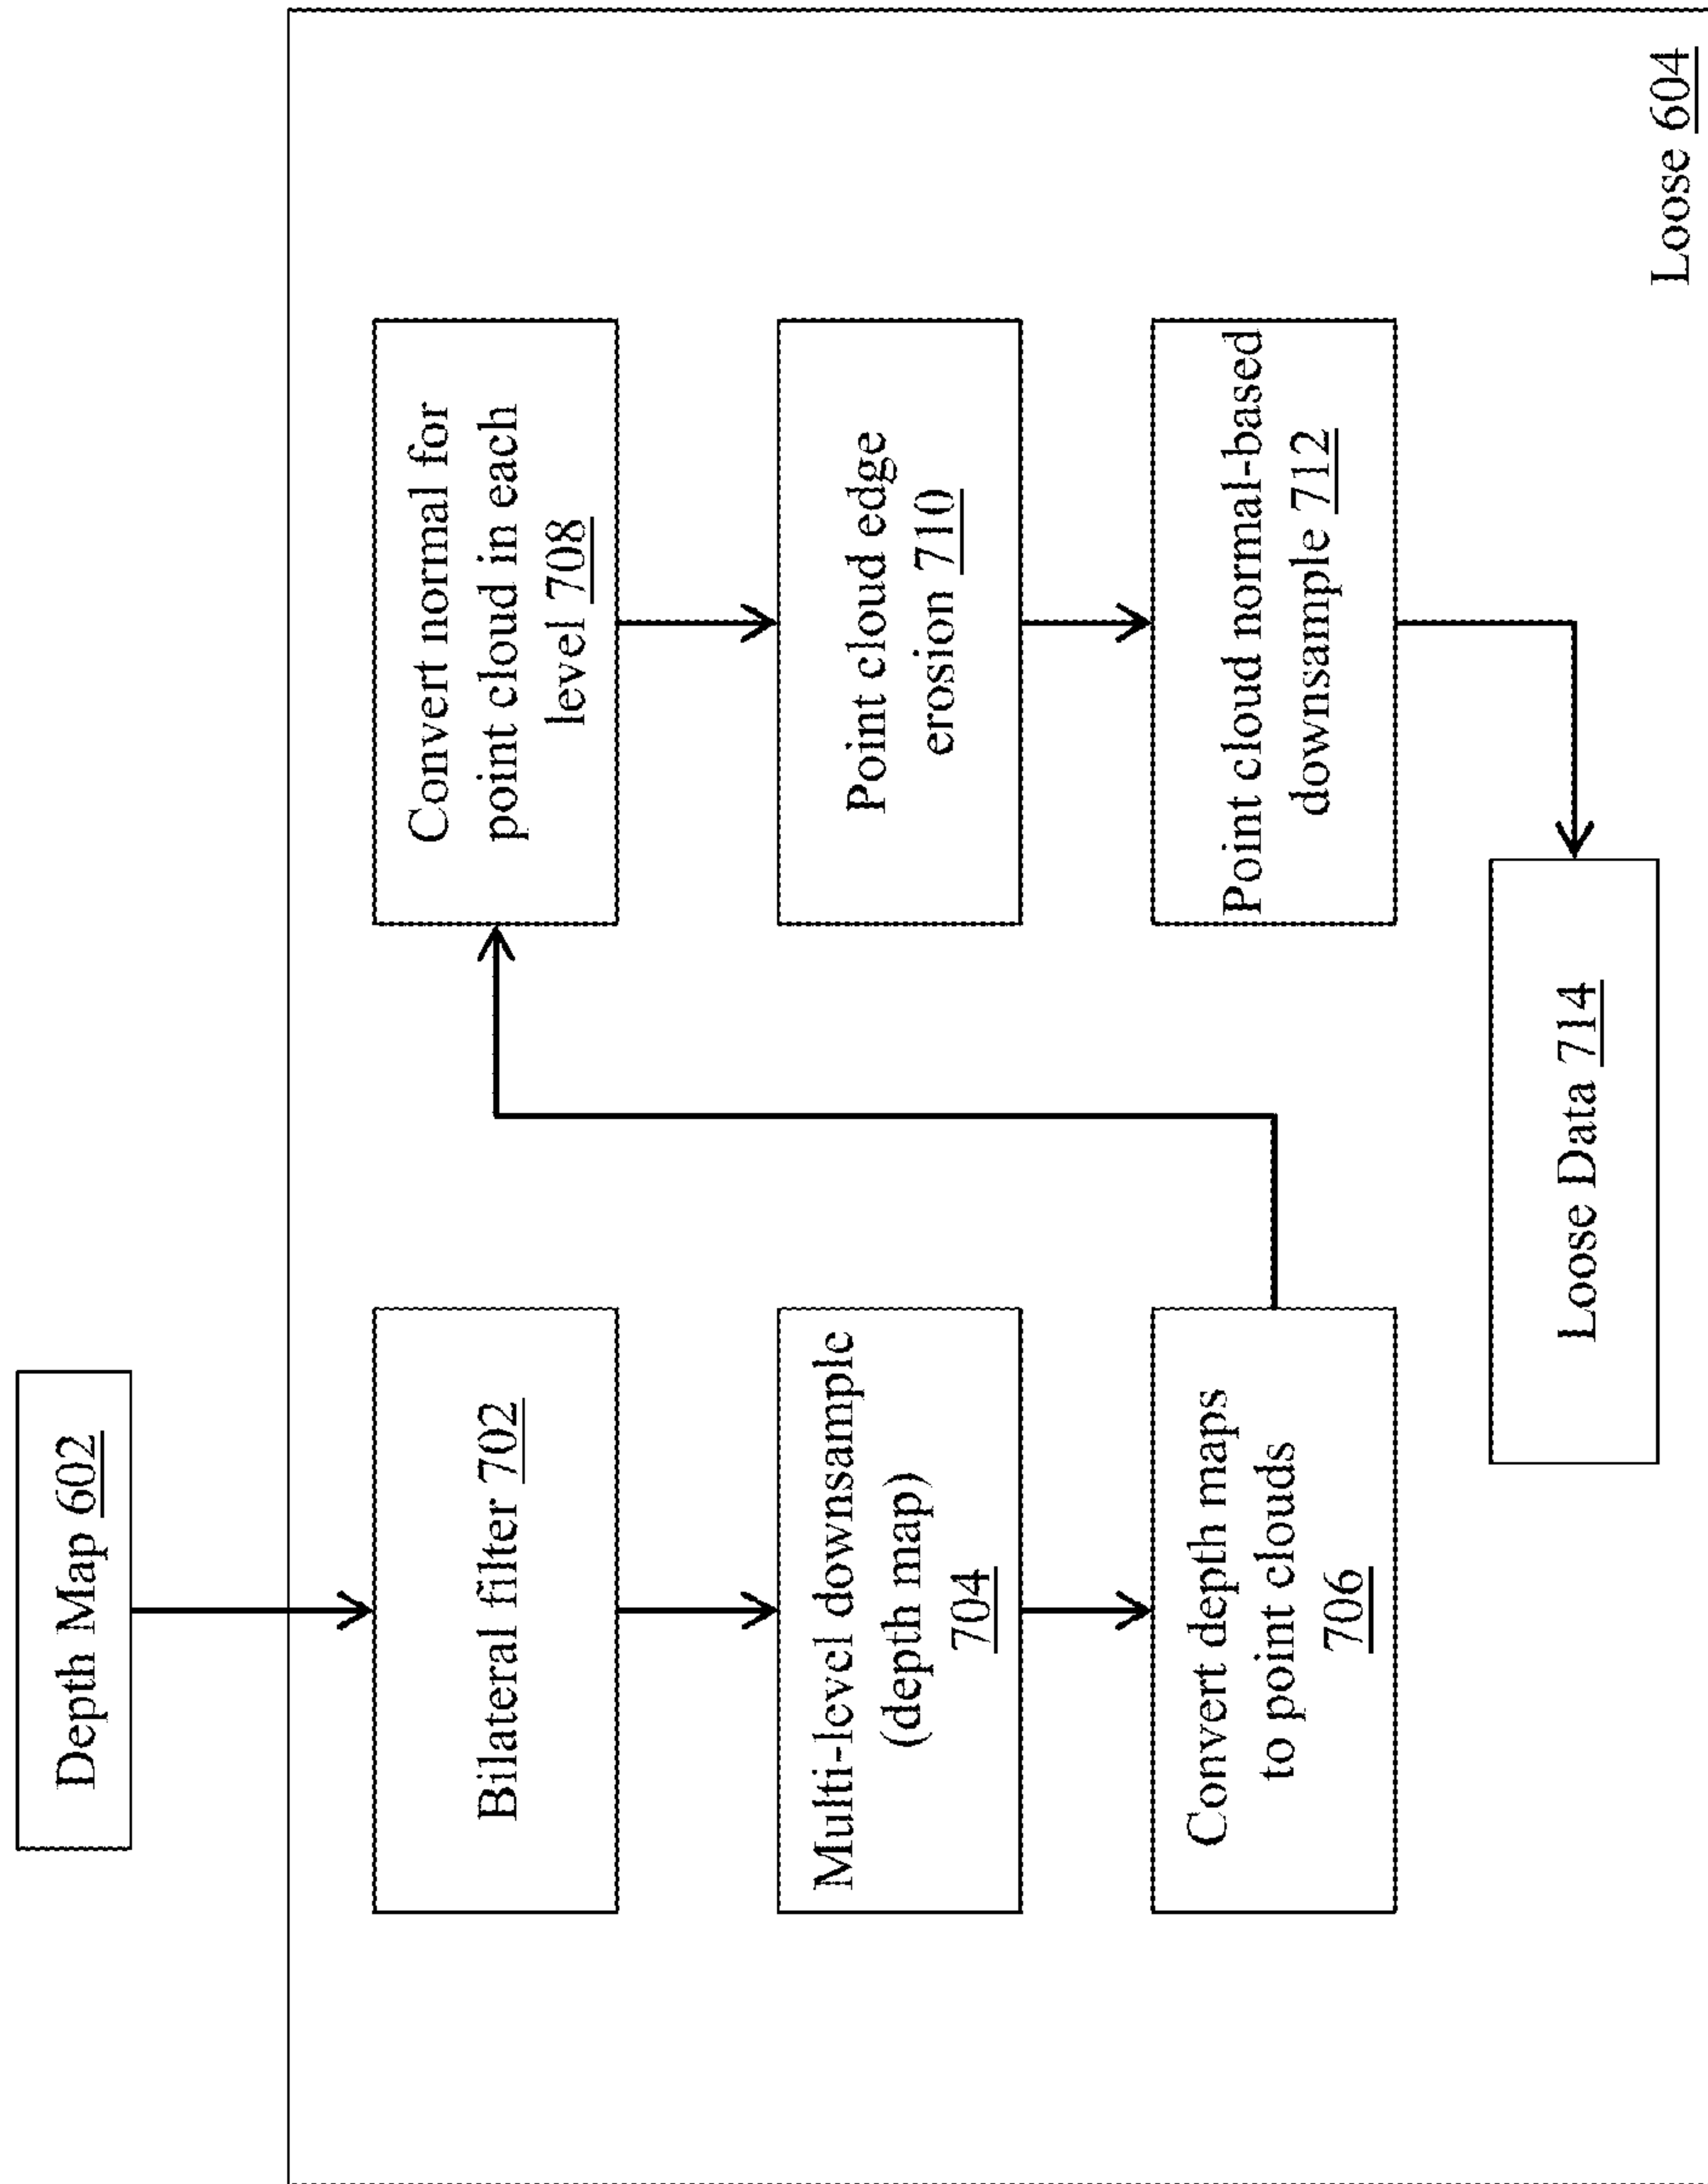 Depth Map 602
Bilateral filter 702
Multi-level downsample
(depth map)
704
Convert depth maps
to point clouds
706
Convert normal for
point cloud in each
level 708
Point cloud edge
erosion 710
Point cloud normal-based
downsample 712
Loose Data 714
Loose 604